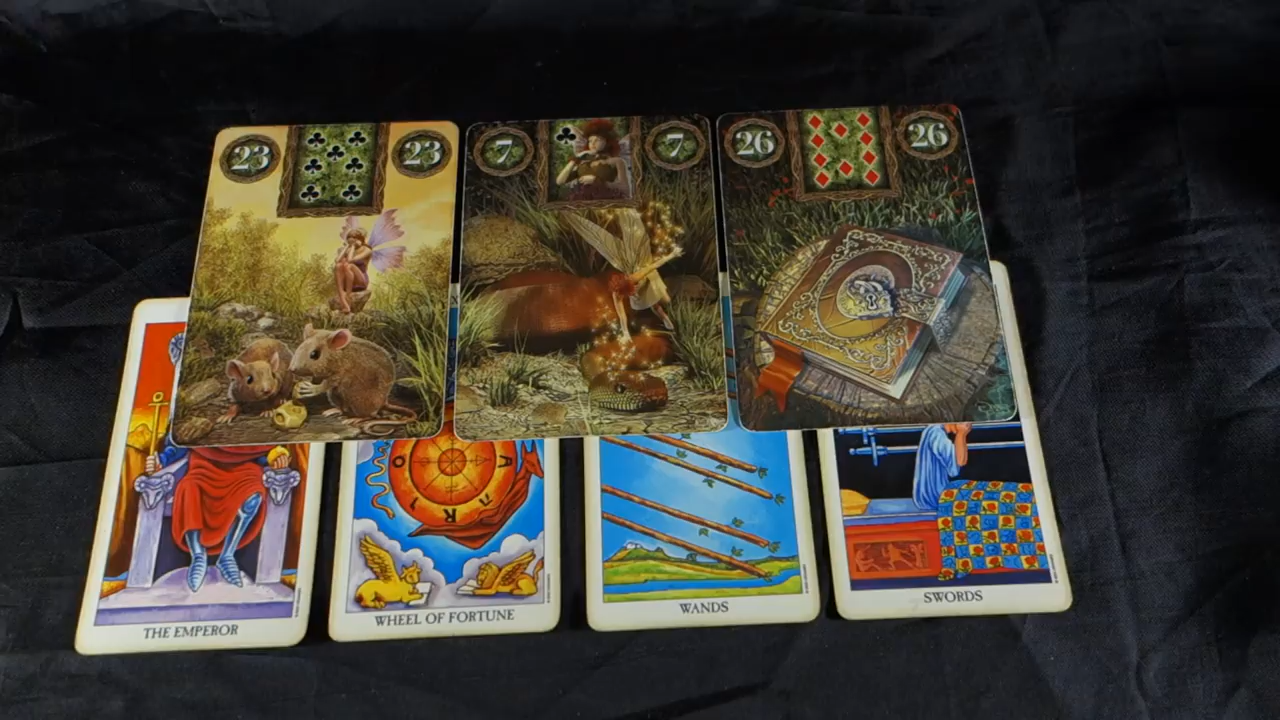 23 23
7 7
26 26
X
O A R T
THE EMPEROR
WHEEL OF FORTUNE
WANDS
SWORDS